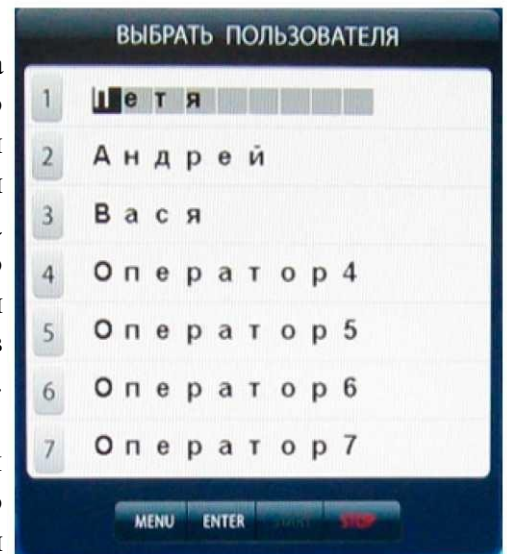 ВЫБРАТЬ ПОЛЬЗОВАТЕЛЯ
1 Петя
2 Андрей
3 Вася
4 Оператор4
5 Оператор5
6 Оператор6
7 Оператор7
MENU ENTER START STOP